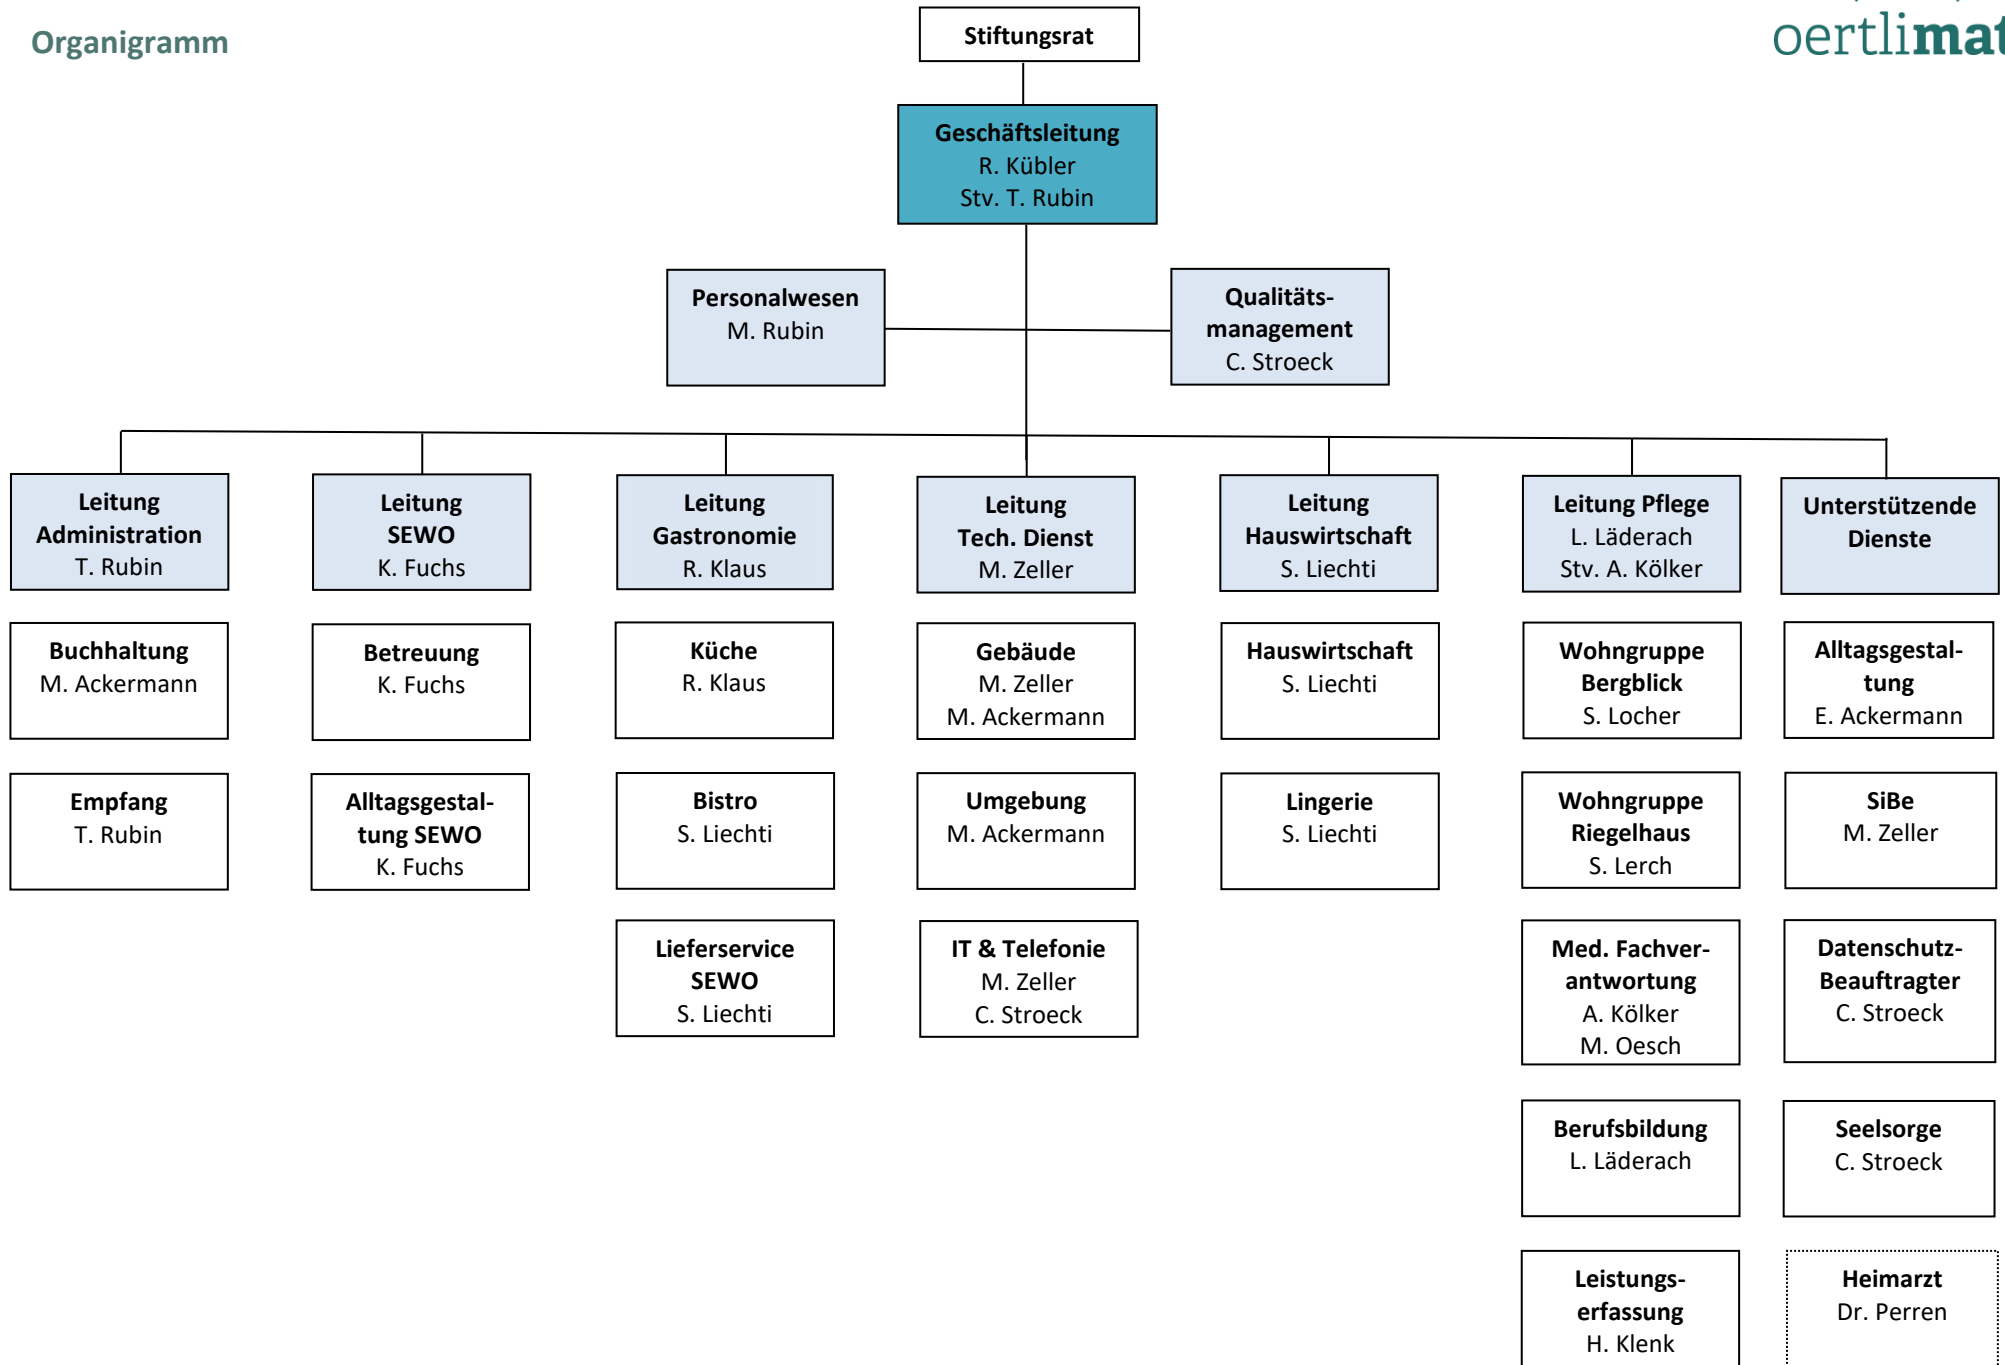 Organigramm
oertlimat
Stiftungsrat
Geschäftsleitung
R. Kübler
Stv. T. Rubin
Personalwesen
M. Rubin
Qualitäts-
management
C. Stroeck
Leitung
Administration
T. Rubin
Leitung
SEWO
K. Fuchs
Leitung
Gastronomie
R. Klaus
Leitung
Tech. Dienst
M. Zeller
Leitung
Hauswirtschaft
S. Liechti
Leitung Pflege
L. Läderach
Stv. A. Kölker
Unterstützende
Dienste
Buchhaltung
M. Ackermann
Betreuung
K. Fuchs
Küche
R. Klaus
Gebäude
M. Zeller
M. Ackermann
Hauswirtschaft
S. Liechti
Wohngruppe
Bergblick
S. Locher
Alltagsgestal-
tung
E. Ackermann
Empfang
T. Rubin
Alltagsgestal-
tung SEWO
K. Fuchs
Bistro
S. Liechti
Umgebung
M. Ackermann
Lingerie
S. Liechti
Wohngruppe
Riegelhaus
S. Lerch
SiBe
M. Zeller
Lieferservice
SEWO
S. Liechti
IT & Telefonie
M. Zeller
C. Stroeck
Med. Fachver-
antwortung
A. Kölker
M. Oesch
Datenschutz-
Beauftragter
C. Stroeck
Berufsbildung
L. Läderach
Seelsorge
C. Stroeck
Leistungs-
erfassung
H. Klenk
Heimarzt
Dr. Perren